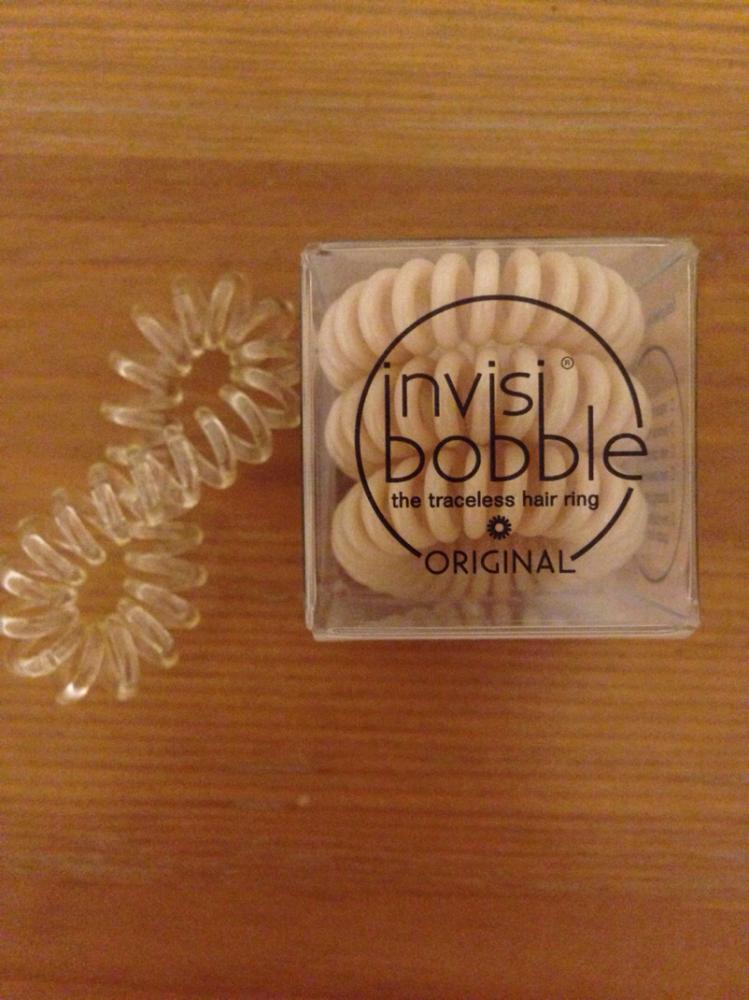 invisi®
bobble
the traceless hair ring
ORIGINAL